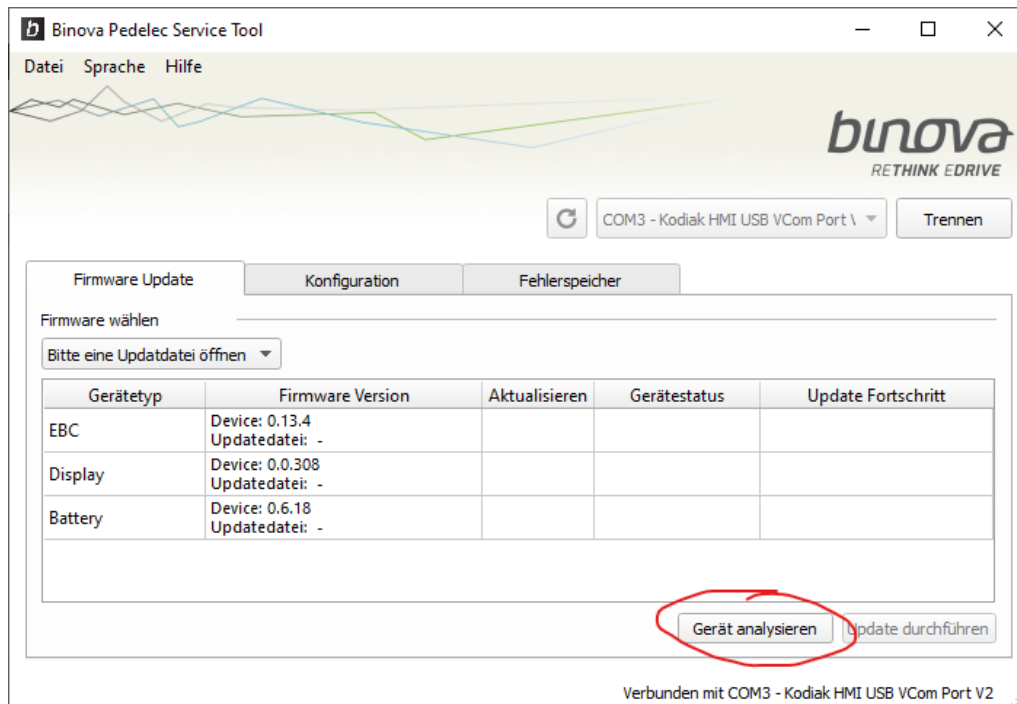 b Binova Pedelec Service Tool
Datei Sprache Hilfe
binova
RETHINK EDRIVE
COM3 - Kodiak HMI USB VCom Port \ Trennen
Firmware Update Konfiguration Fehlerspeicher
Firmware wählen
Bitte eine Updatdatei öffnen
Gerätetyp Firmware Version Aktualisieren Gerätestatus Update Fortschritt
EBC Device: 0.13.4
Updatedatei: -
Display Device: 0.0.308
Updatedatei: -
Battery Device: 0.6.18
Updatedatei: -
Gerät analysieren Update durchführen
Verbunden mit COM3 - Kodiak HMI USB VCom Port V2